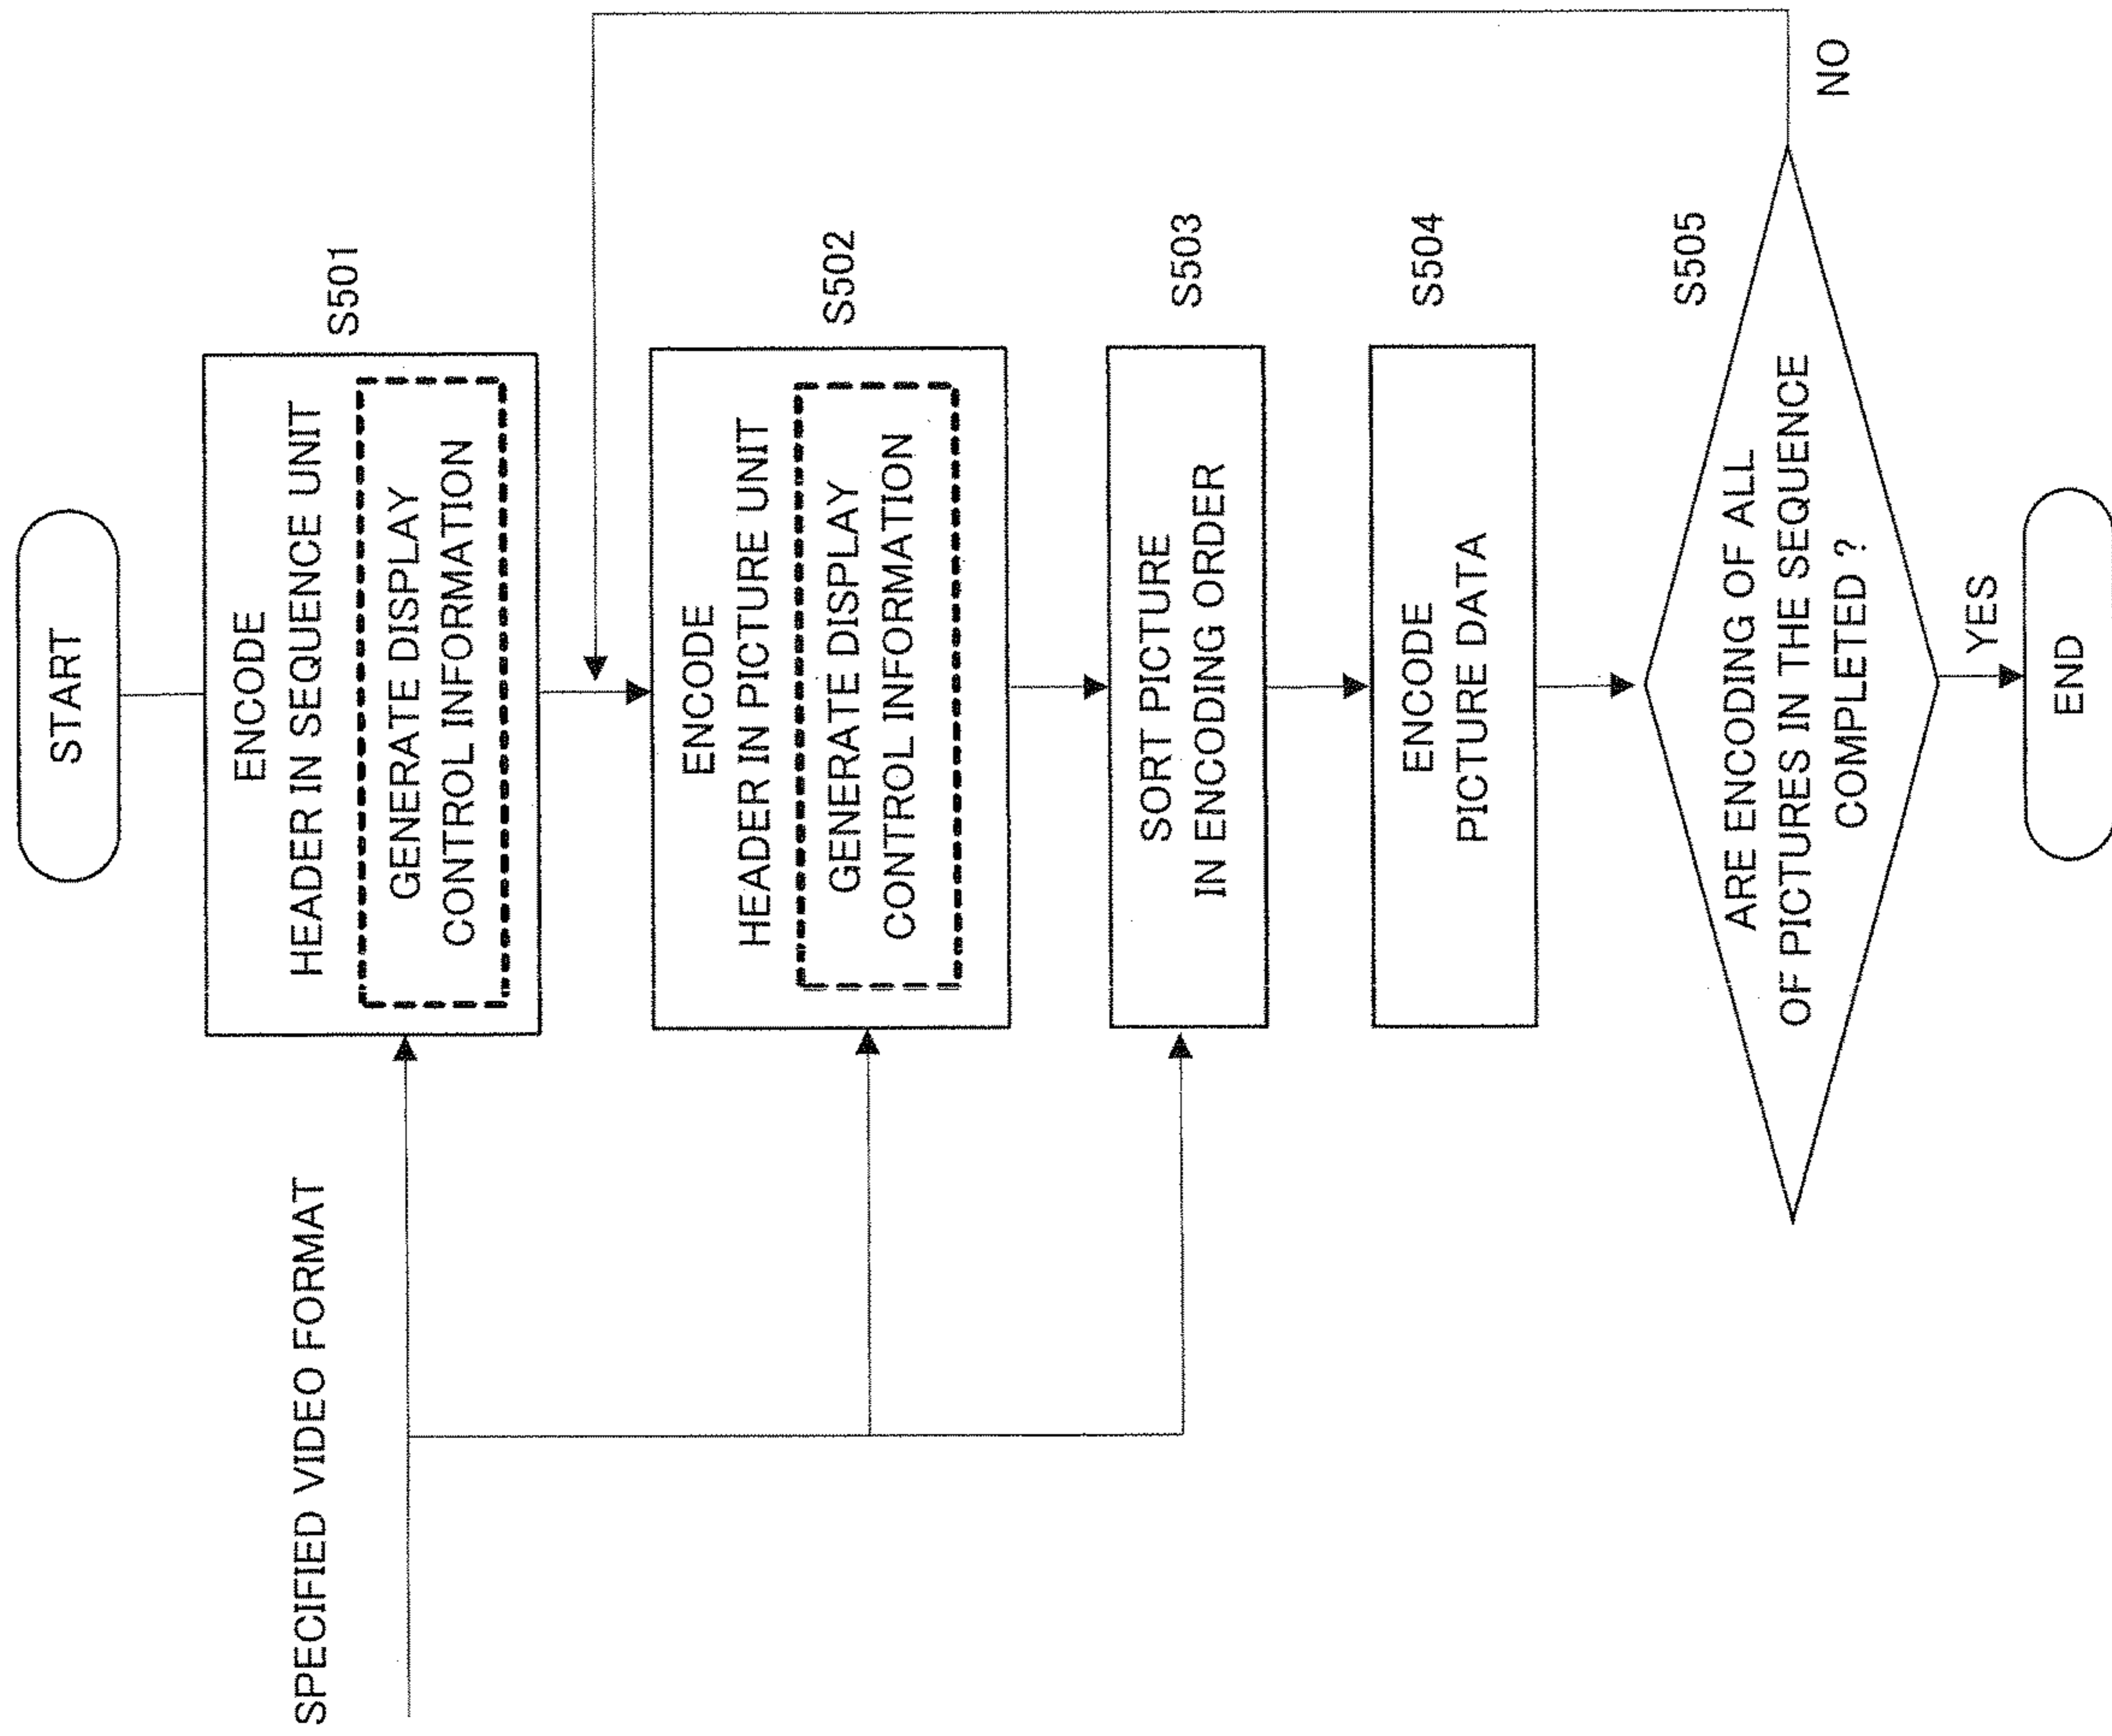 START
ENCODE
HEADER IN SEQUENCE UNIT
GENERATE DISPLAY
CONTROL INFORMATION
S501
SPECIFIED VIDEO FORMAT
ENCODE
HEADER IN PICTURE UNIT
GENERATE DISPLAY
CONTROL INFORMATION
S502
SORT PICTURE
IN ENCODING ORDER
S503
ENCODE
PICTURE DATA
S504
ARE ENCODING OF ALL
OF PICTURES IN THE SEQUENCE
COMPLETED ?
S505
NO
YES
END